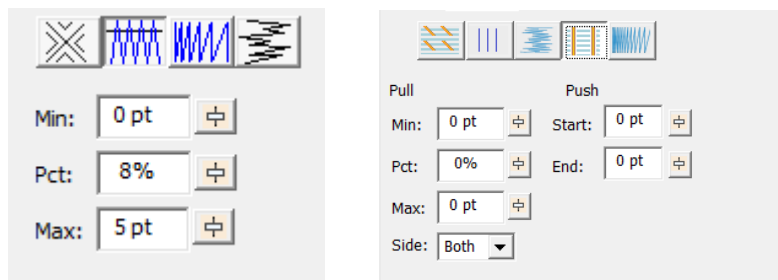 Min: 0 pt
Pct: 8%
Max: 5 pt
Pull Push
Min: 0 pt Start: 0 pt
Pct: 0% End: 0 pt
Max: 0 pt
Side: Both